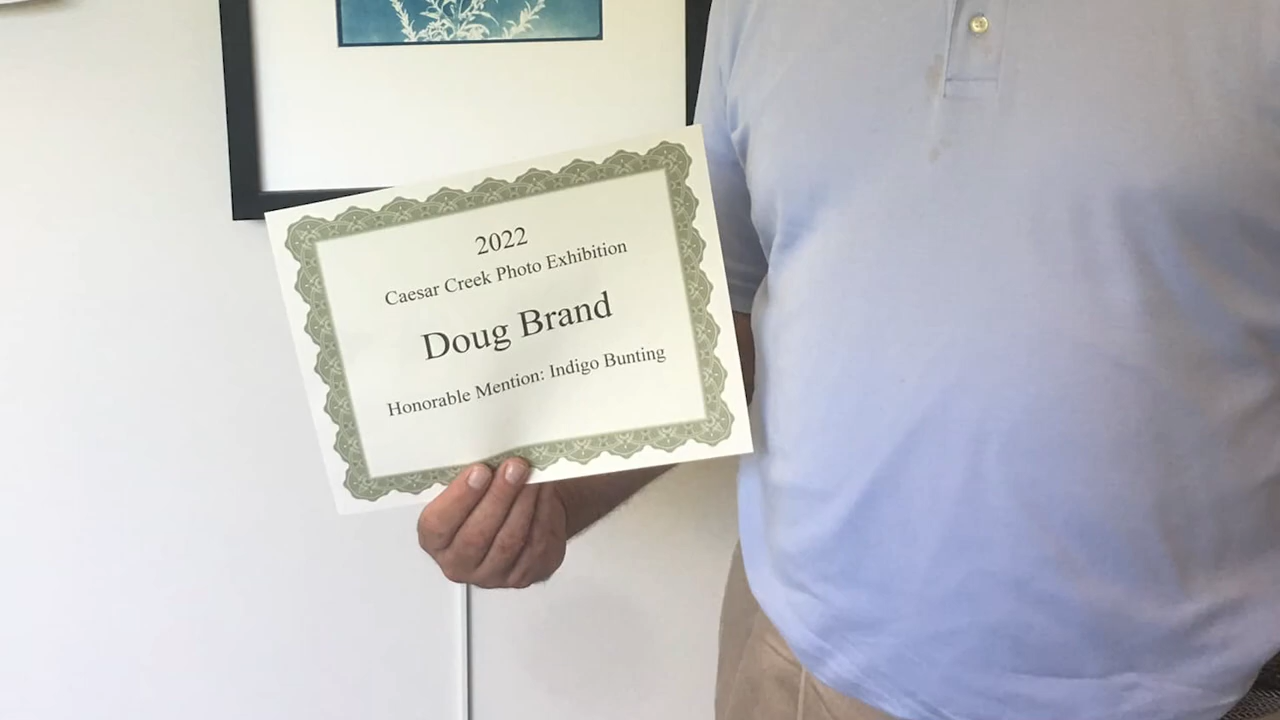 2022
Caesar Creek Photo Exhibition
Doug Brand
Honorable Mention: Indigo Bunting